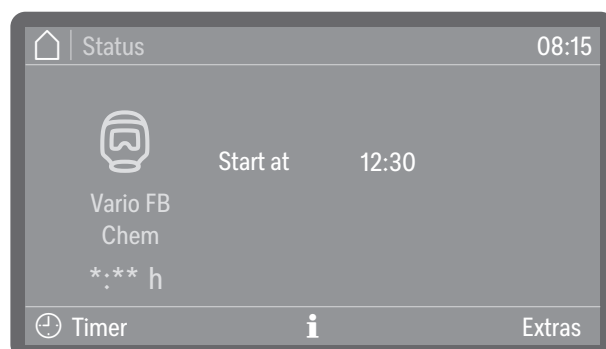 Status 08:15
Start at 12:30
Vario FB
Chem
*:** h
Timer i Extras